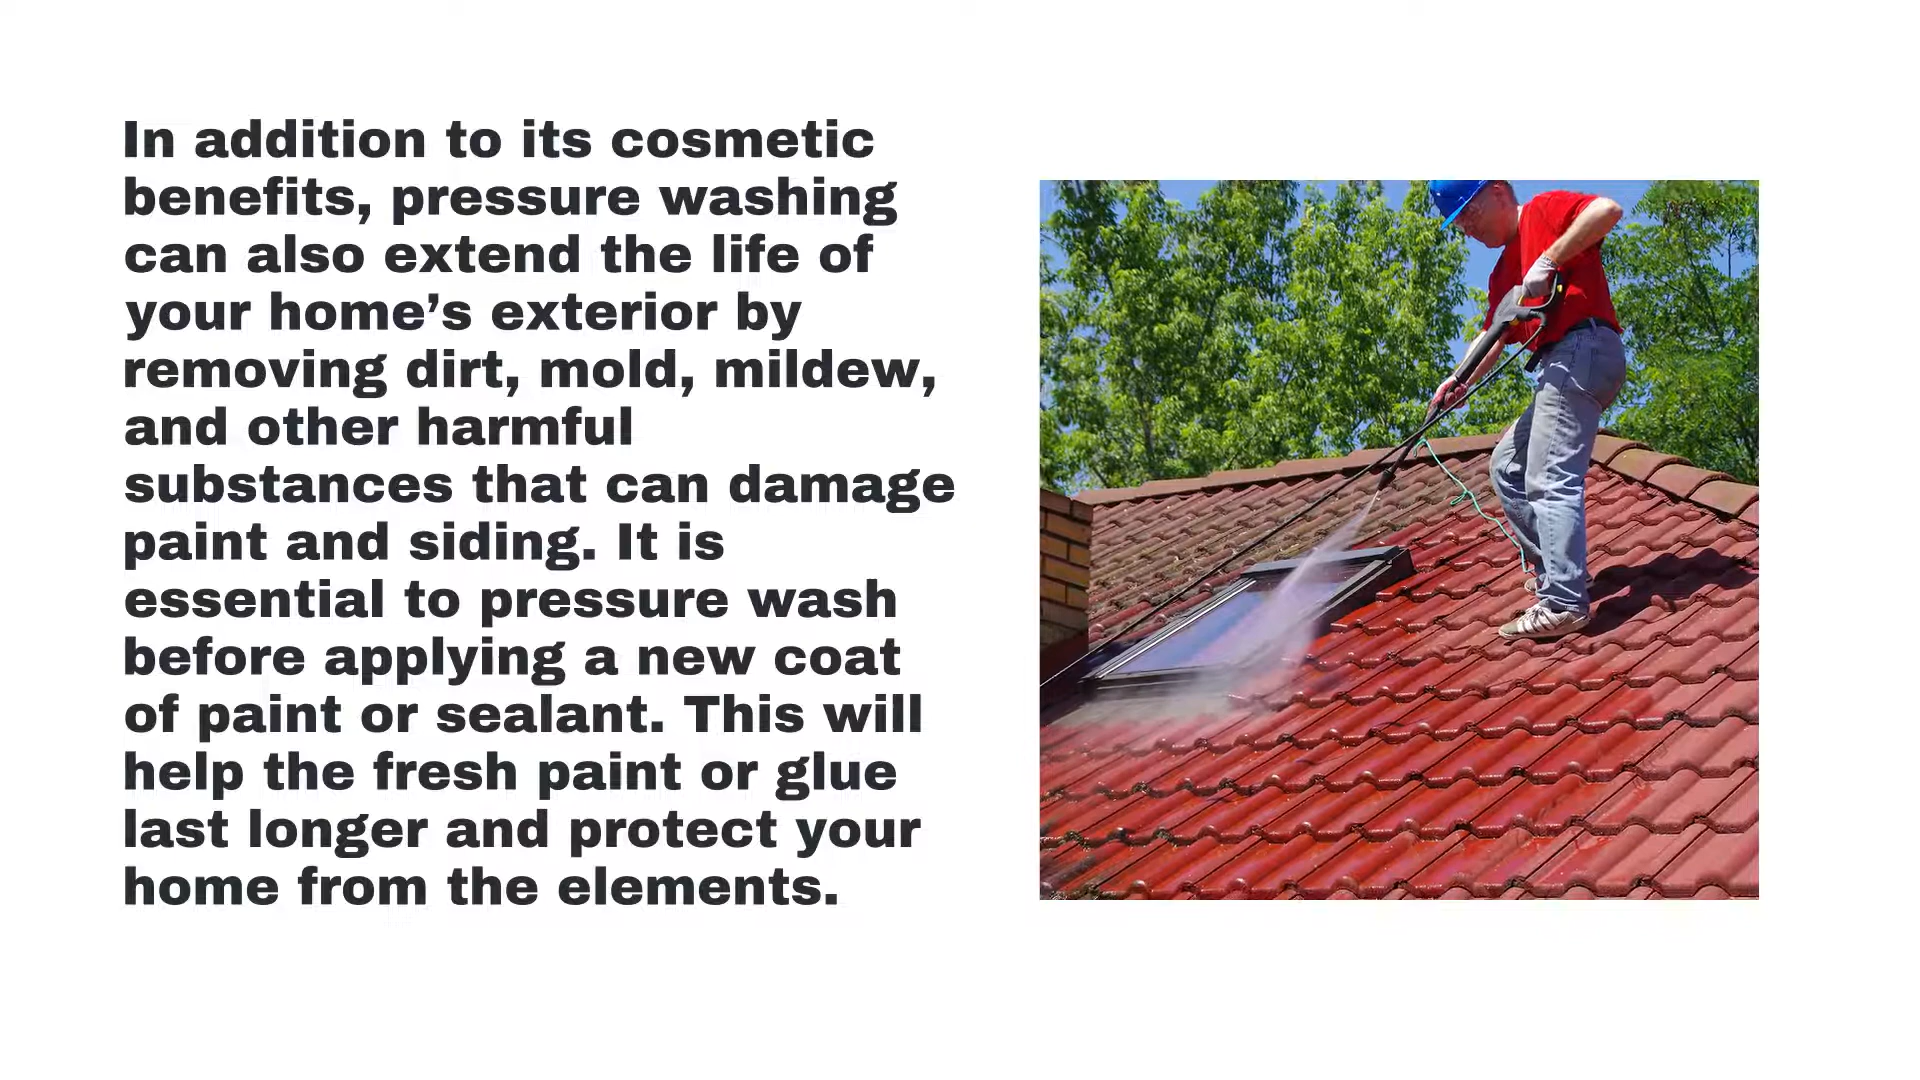 In addition to its cosmetic
benefits, pressure washing
can also extend the life of
your home’s exterior by
removing dirt, mold, mildew,
and other harmful
substances that can damage
paint and siding. It is
essential to pressure wash
before applying a new coat
of paint or sealant. This will
help the fresh paint or glue
last longer and protect your
home from the elements.